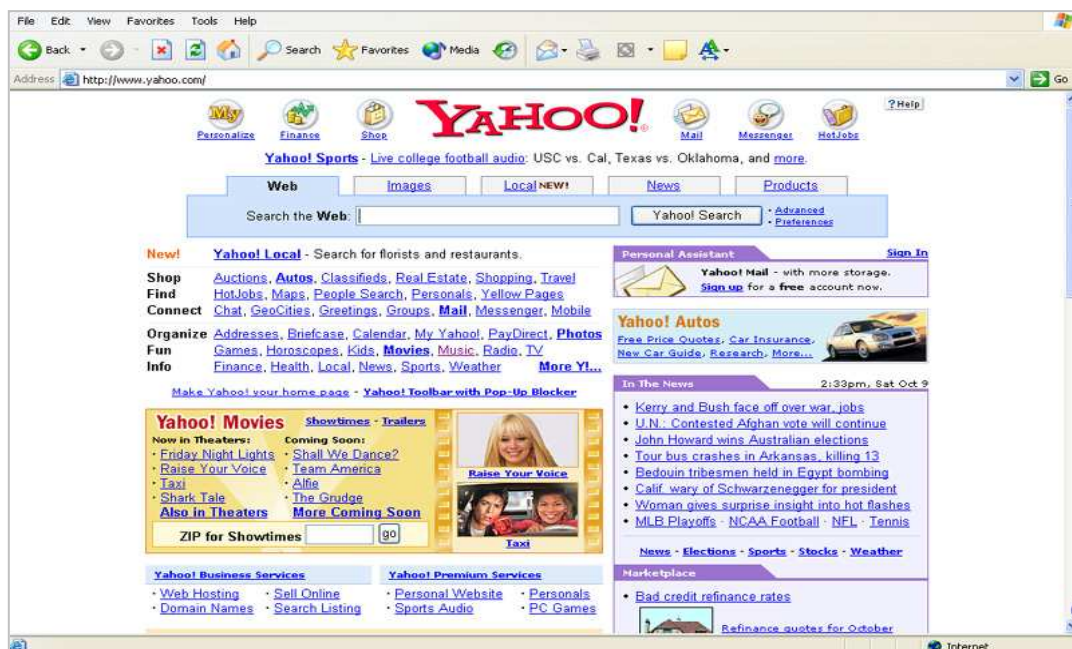 File Edit View Favorites Tools Help
Back Search Favorites Media
Address http://www.yahoo.com/ Go
My YAHOO! ?Help
Personalize Finance Shop Mail Messenger HotJobs
Yahoo! Sports - Live college football audio: USC vs. Cal, Texas vs. Oklahoma, and more.
Web Images Local NEW! News Products
Search the Web: Yahoo! Search · Advanced
· Preferences
New! Yahoo! Local - Search for florists and restaurants.
Shop Auctions, Autos, Classifieds, Real Estate, Shopping, Travel
Find HotJobs, Maps, People Search, Personals, Yellow Pages
Connect Chat, GeoCities, Greetings, Groups, Mail, Messenger, Mobile
Organize Addresses, Briefcase, Calendar, My Yahoo!, PayDirect, Photos
Fun Games, Horoscopes, Kids, Movies, Music, Radio, TV
Info Finance, Health, Local, News, Sports, Weather More Y!...
Make Yahoo! your home page - Yahoo! Toolbar with Pop-Up Blocker
Yahoo! Movies Showtimes - Trailers
Now in Theaters: Coming Soon:
· Friday Night Lights · Shall We Dance?
· Raise Your Voice · Team America
· Taxi · Alfie
· Shark Tale · The Grudge
Also in Theaters More Coming Soon
ZIP for Showtimes go
Raise Your Voice
Taxi
Yahoo! Business Services Yahoo! Premium Services
· Web Hosting · Sell Online · Personal Website · Personals
· Domain Names · Search Listing · Sports Audio · PC Games
Personal Assistant Sign In
Yahoo! Mail - with more storage.
Sign up for a free account now.
Yahoo! Autos
Free Price Quotes, Car Insurance,
New Car Guide, Research, More...
In The News 2:33pm, Sat Oct 9
• Kerry and Bush face off over war, jobs
• U.N.: Contested Afghan vote will continue
• John Howard wins Australian elections
• Tour bus crashes in Arkansas, killing 13
• Bedouin tribesmen held in Egypt bombing
• Calif. wary of Schwarzenegger for president
• Woman gives surprise insight into hot flashes
• MLB Playoffs · NCAA Football · NFL · Tennis
News - Elections - Sports - Stocks - Weather
Marketplace
• Bad credit refinance rates
Refinance quotes for October
Internet